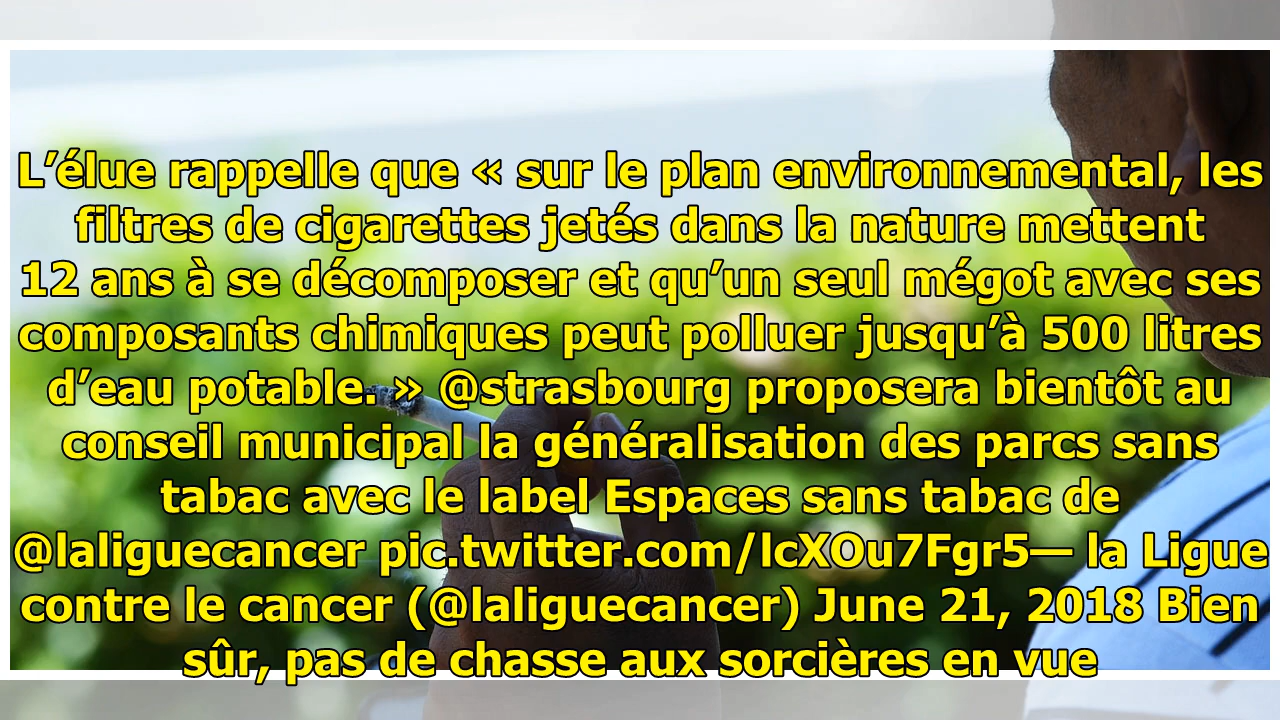 L’élue rappelle que « sur le plan environnemental, les
filtres de cigarettes jetés dans la nature mettent
12 ans à se décomposer et qu’un seul mégot avec ses
composants chimiques peut polluer jusqu’à 500 litres
d’eau potable. » @strasbourg proposera bientôt au
conseil municipal la généralisation des parcs sans
tabac avec le label Espaces sans tabac de
@laliguecancer pic.twitter.com/lcXOu7Fgr5— la Ligue
contre le cancer (@laliguecancer) June 21, 2018 Bien
sûr, pas de chasse aux sorcières en vue